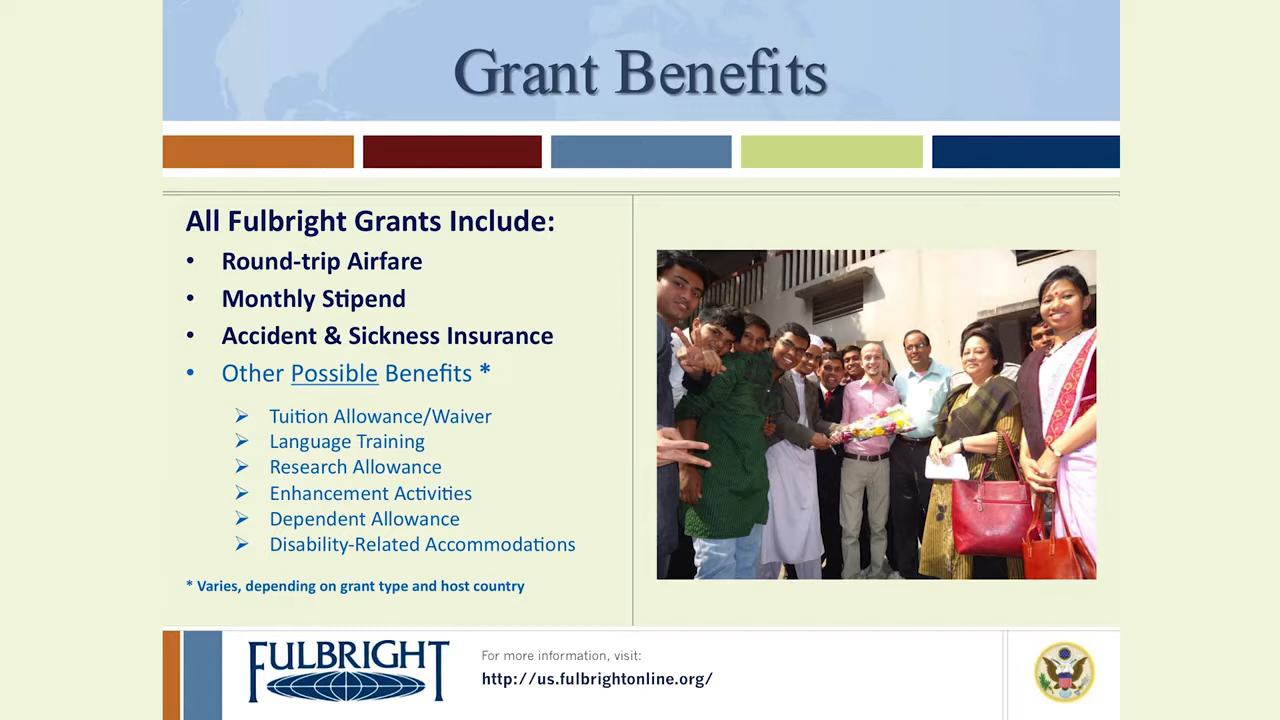 Grant Benefits
All Fulbright Grants Include:
• Round-trip Airfare
• Monthly Stipend
• Accident & Sickness Insurance
• Other Possible Benefits *
➢ Tuition Allowance/Waiver
➢ Language Training
➢ Research Allowance
➢ Enhancement Activities
➢ Dependent Allowance
➢ Disability-Related Accommodations
* Varies, depending on grant type and host country
FULBRIGHT
For more information, visit:
http://us.fulbrightonline.org/